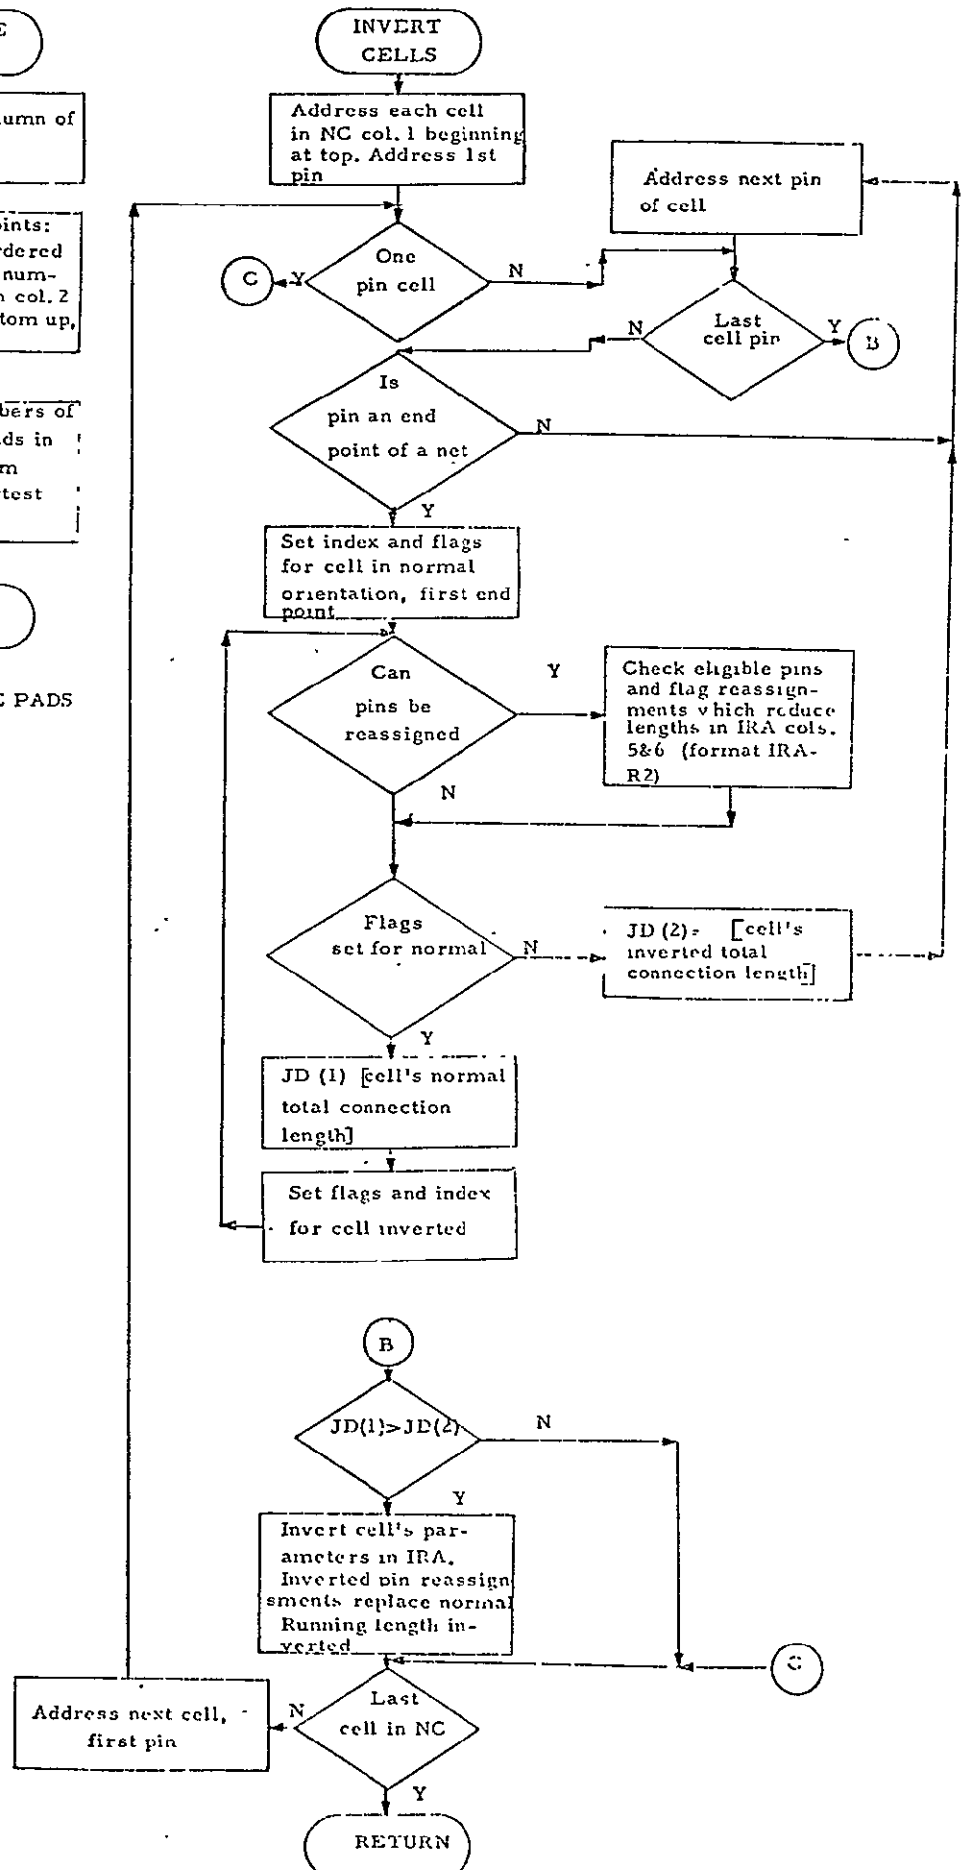 E
umn of
oints:
rdered
num-
n col. 2
tom up,
bers of
ds in
m
test
E PADS
INVERT
CELLS
Address each cell
in NC col. 1 beginning
at top. Address 1st
pin
Address next pin
of cell
One
pin cell
Y
C
N
Last
cell pin
N
Y
B
Is
pin an end
point of a net
N
Y
Set index and flags
for cell in normal
orientation, first end
point
Can
pins be
reassigned
Y
N
Check eligible pins
and flag reassign-
ments which reduce
lengths in IRA cols.
5&6 (format IRA-
R2)
Flags
set for normal
N
Y
JD (2)= [cell's
inverted total
connection length]
JD (1) [cell's normal
total connection
length]
Set flags and index
for cell inverted
B
JD(1)>JD(2)
N
Y
Invert cell's par-
ameters in IRA.
Inverted pin reassign
sments replace normal
Running length in-
verted
C
Last
cell in NC
N
Y
Address next cell,
first pin
RETURN